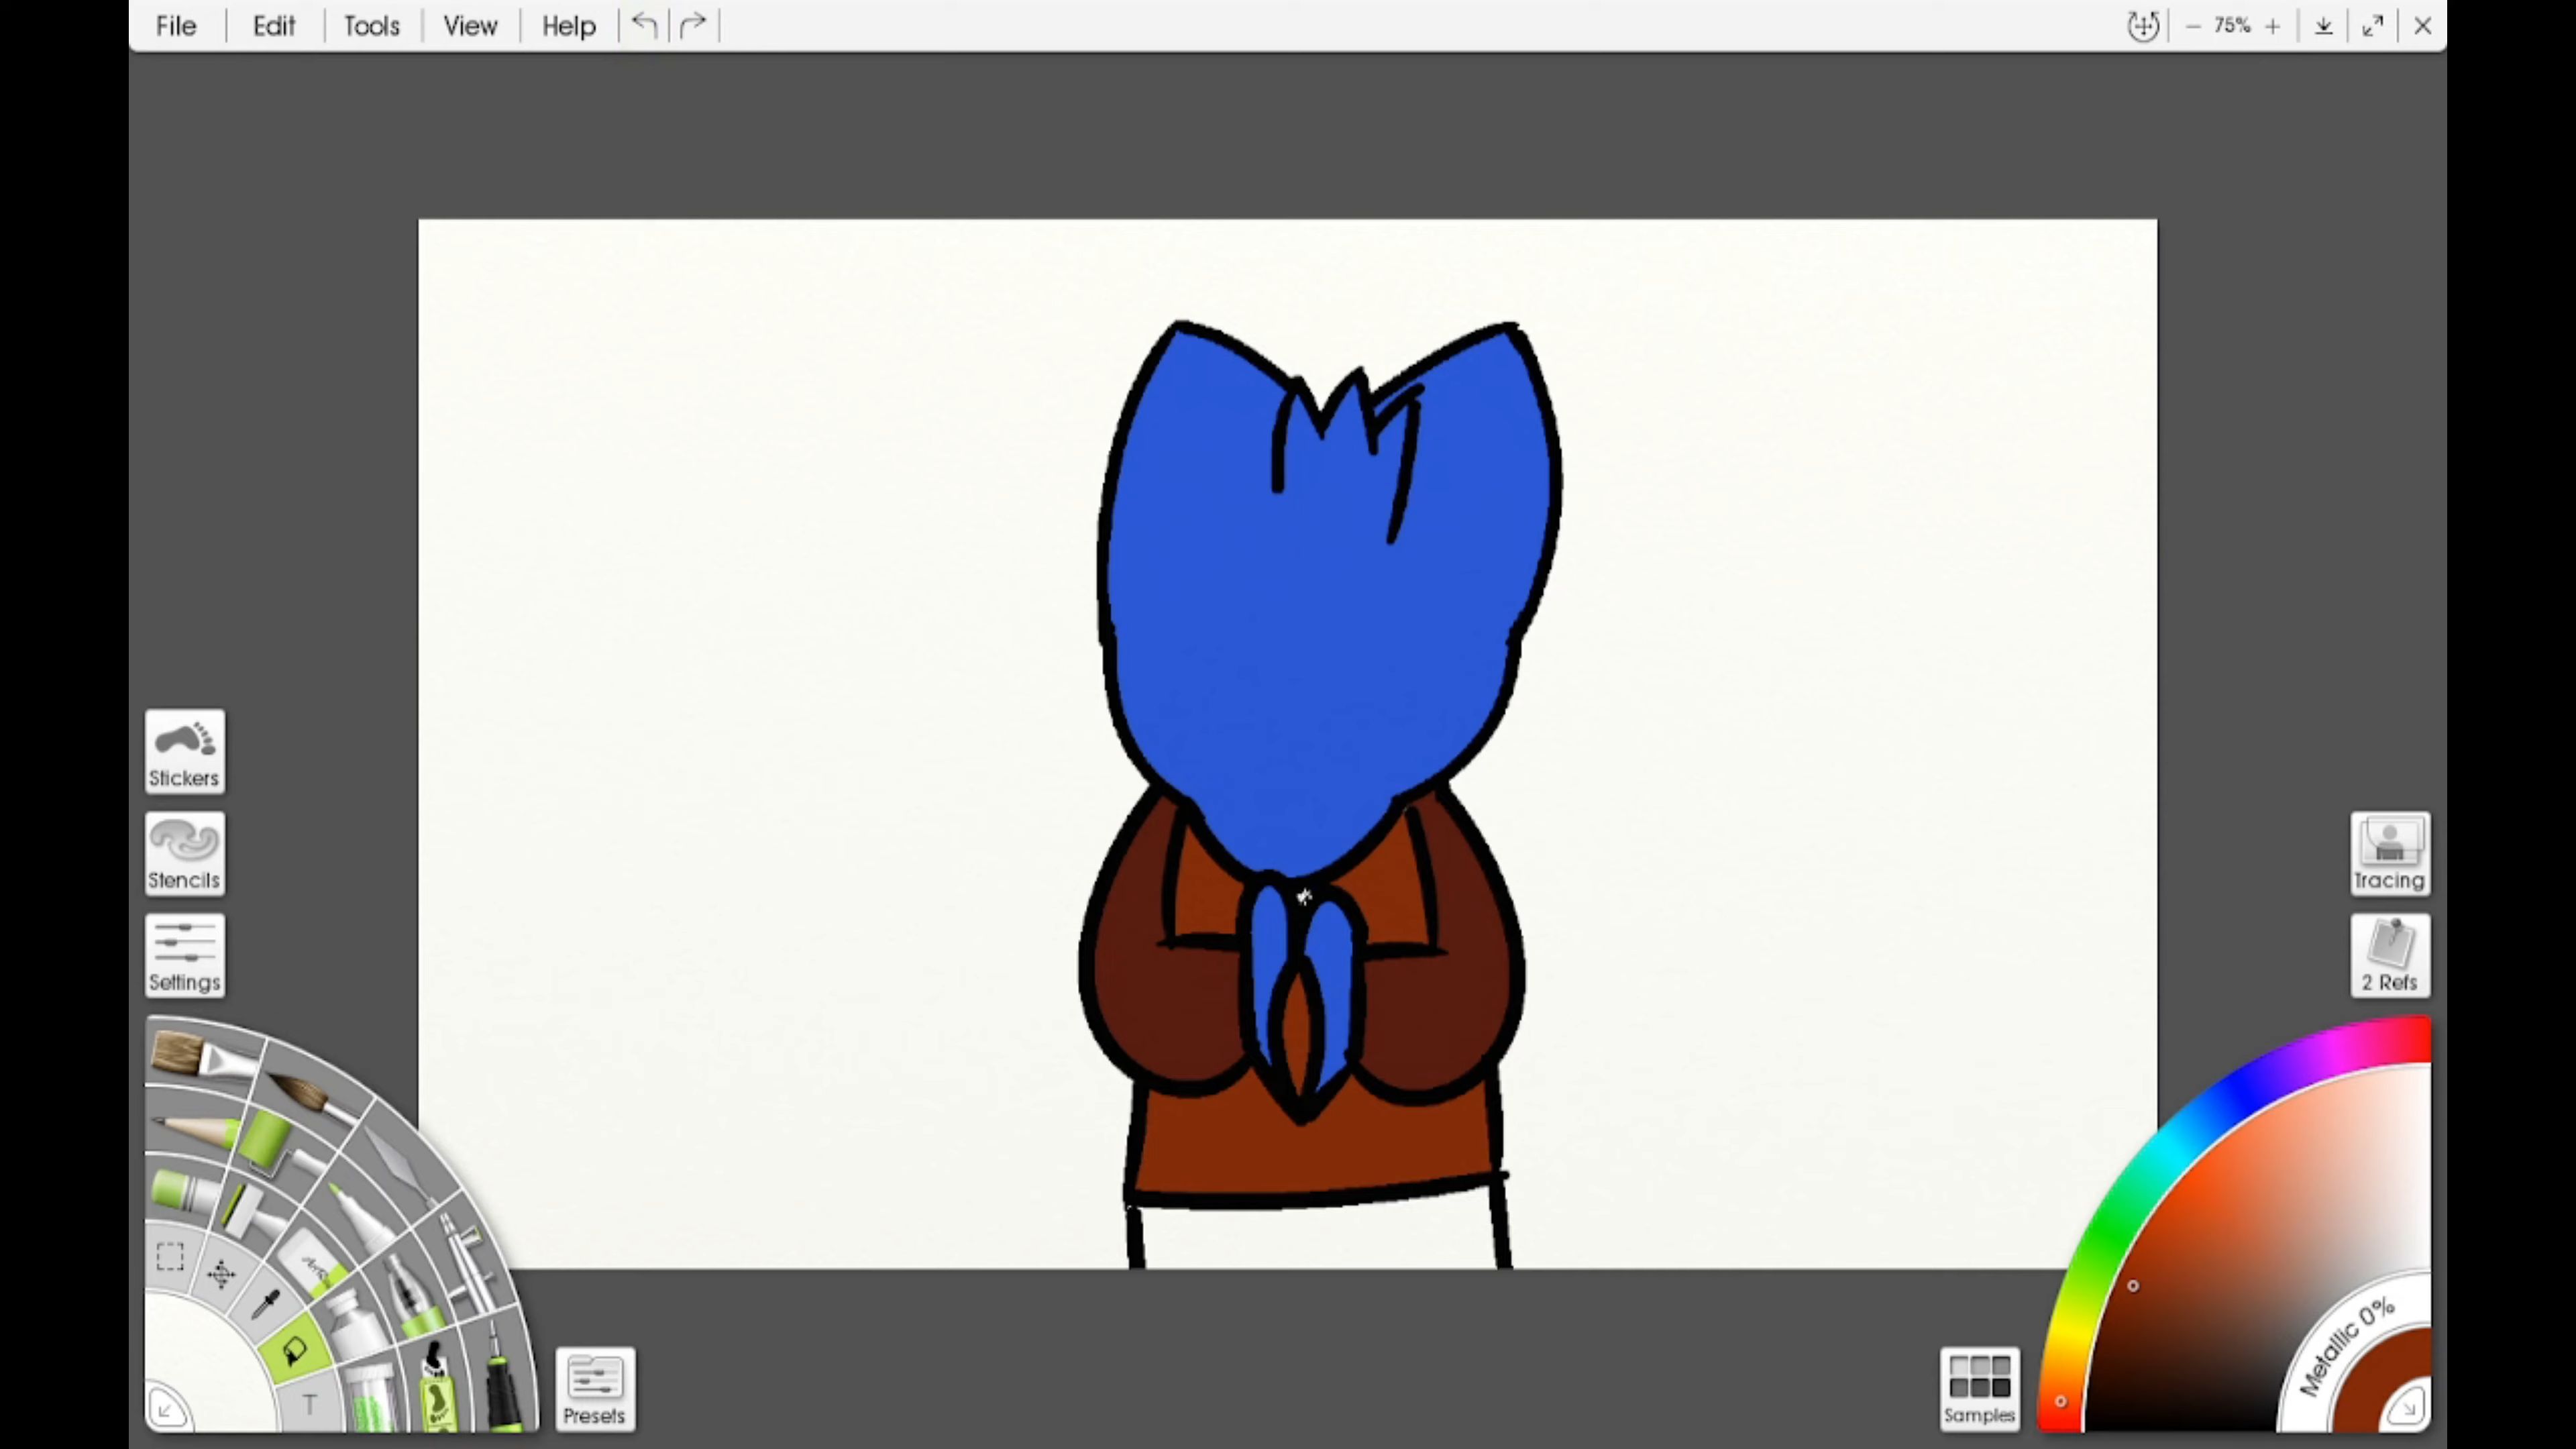 File Edit Tools View Help 75%
Stickers
Stencils
Settings
Tracing
2 Refs
T
Metallic 0%
Presets
Samples